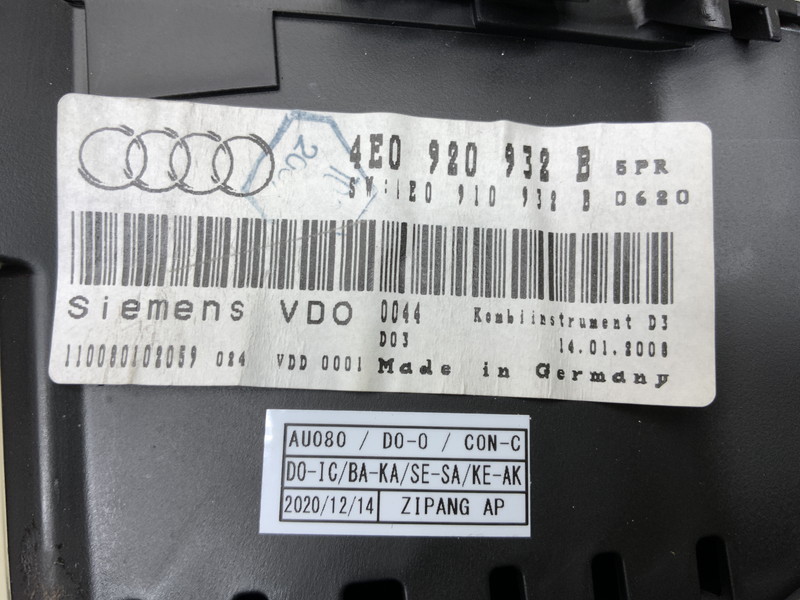 4E0 920 932 B 5PR
SW:4E0 910 932 B D620
Siemens VDO 0044 Kombiinstrument D3
D03 14.01.2008
110080102059 024 VDD 0001 Made in Germany
AU080 / DO-O / CON-C
DO-IC/BA-KA/SE-SA/KE-AK
2020/12/14 ZIPANG AP